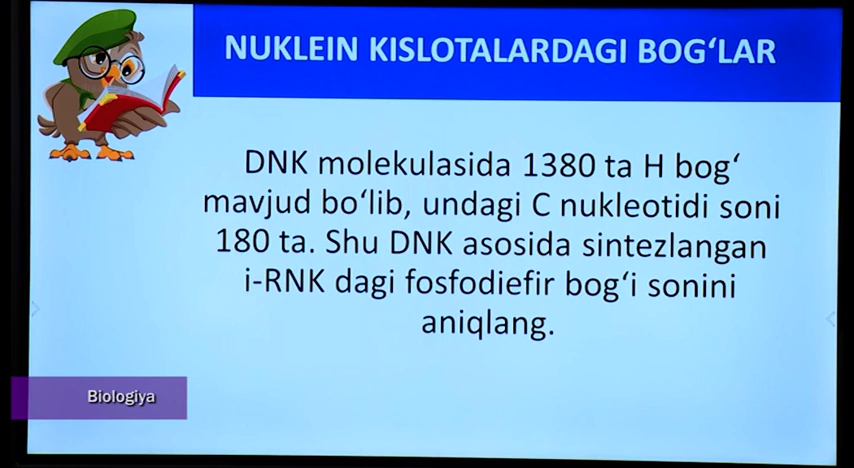 NUKLEIN KISLOTALARDAGI BOG‘LAR
DNK molekulasida 1380 ta H bog‘
mavjud bo‘lib, undagi C nukleotidi soni
180 ta. Shu DNK asosida sintezlangan
i-RNK dagi fosfodiefir bog‘i sonini
aniqlang.
Biologiya